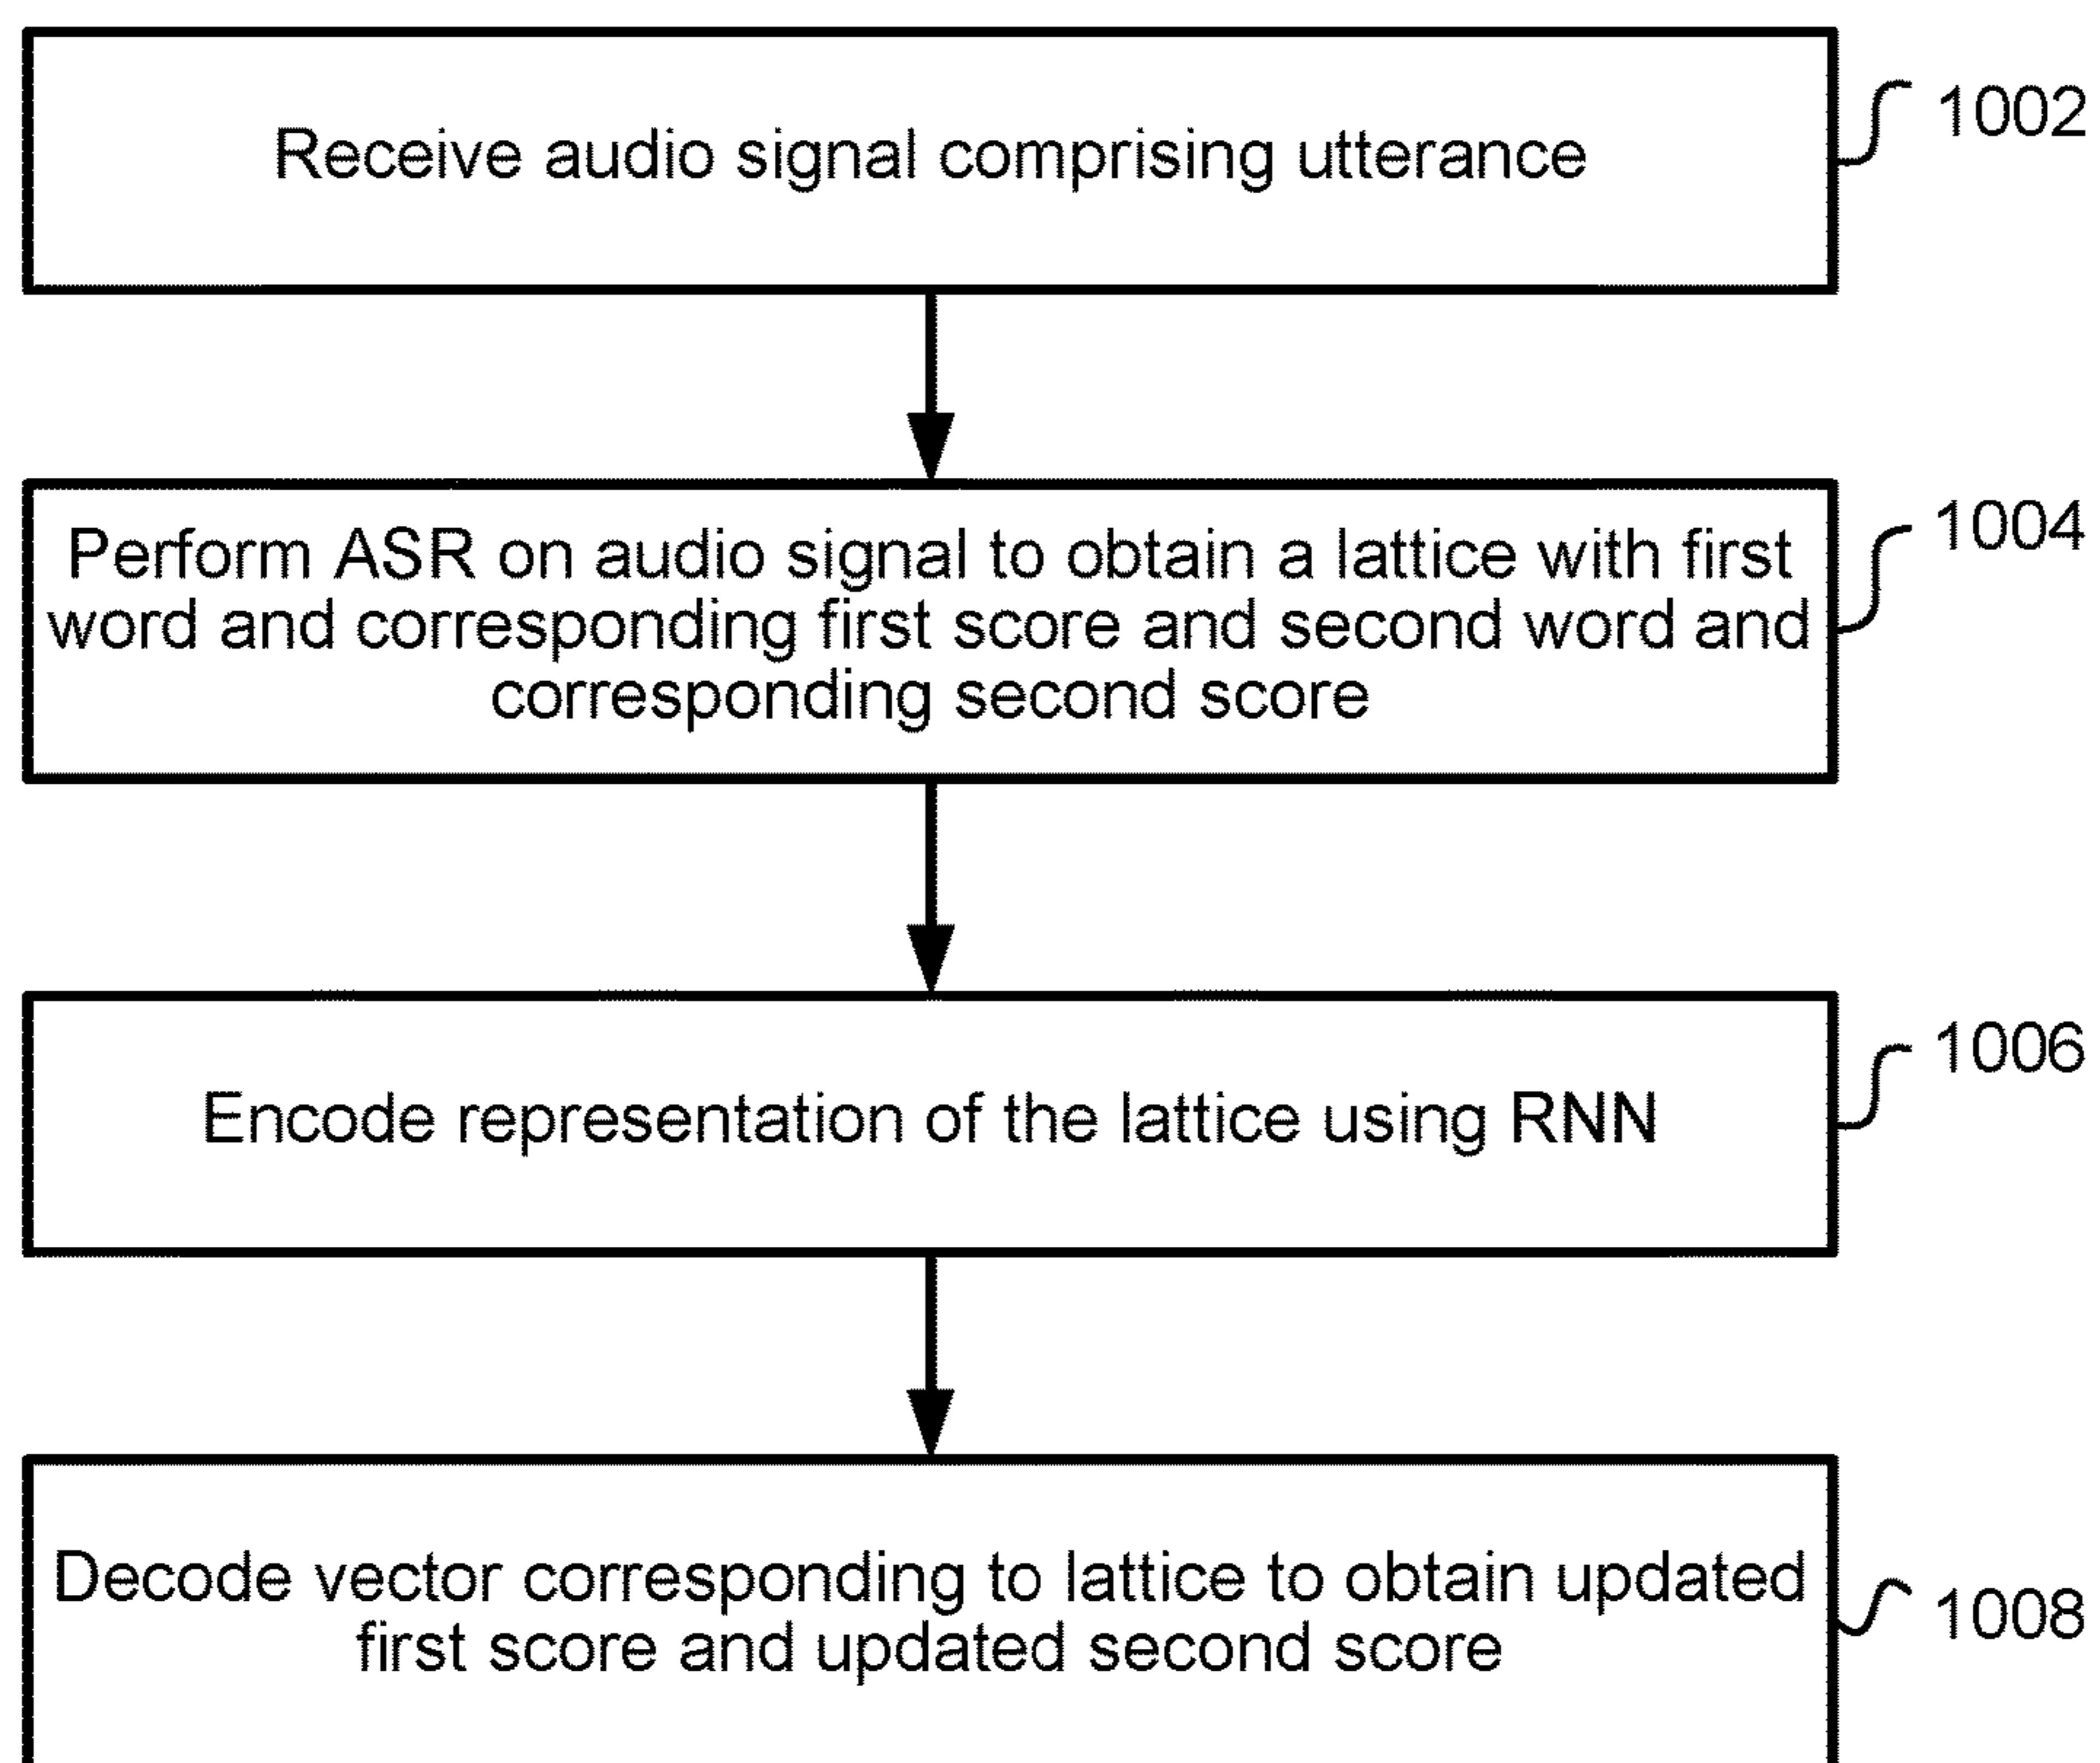 Receive audio signal comprising utterance
1002
Perform ASR on audio signal to obtain a lattice with first
word and corresponding first score and second word and
corresponding second score
1004
Encode representation of the lattice using RNN
1006
Decode vector corresponding to lattice to obtain updated
first score and updated second score
1008